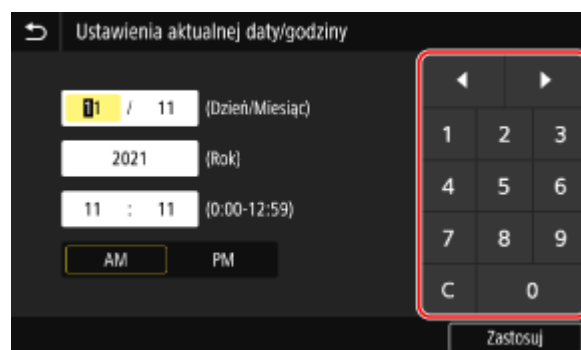 Ustawienia aktualnej daty/godziny
11 / 11 (Dzień/Miesiąc)
2021 (Rok)
11 : 11 (0:00-12:59)
AM PM
1 2 3
4 5 6
7 8 9
C 0
Zastosuj